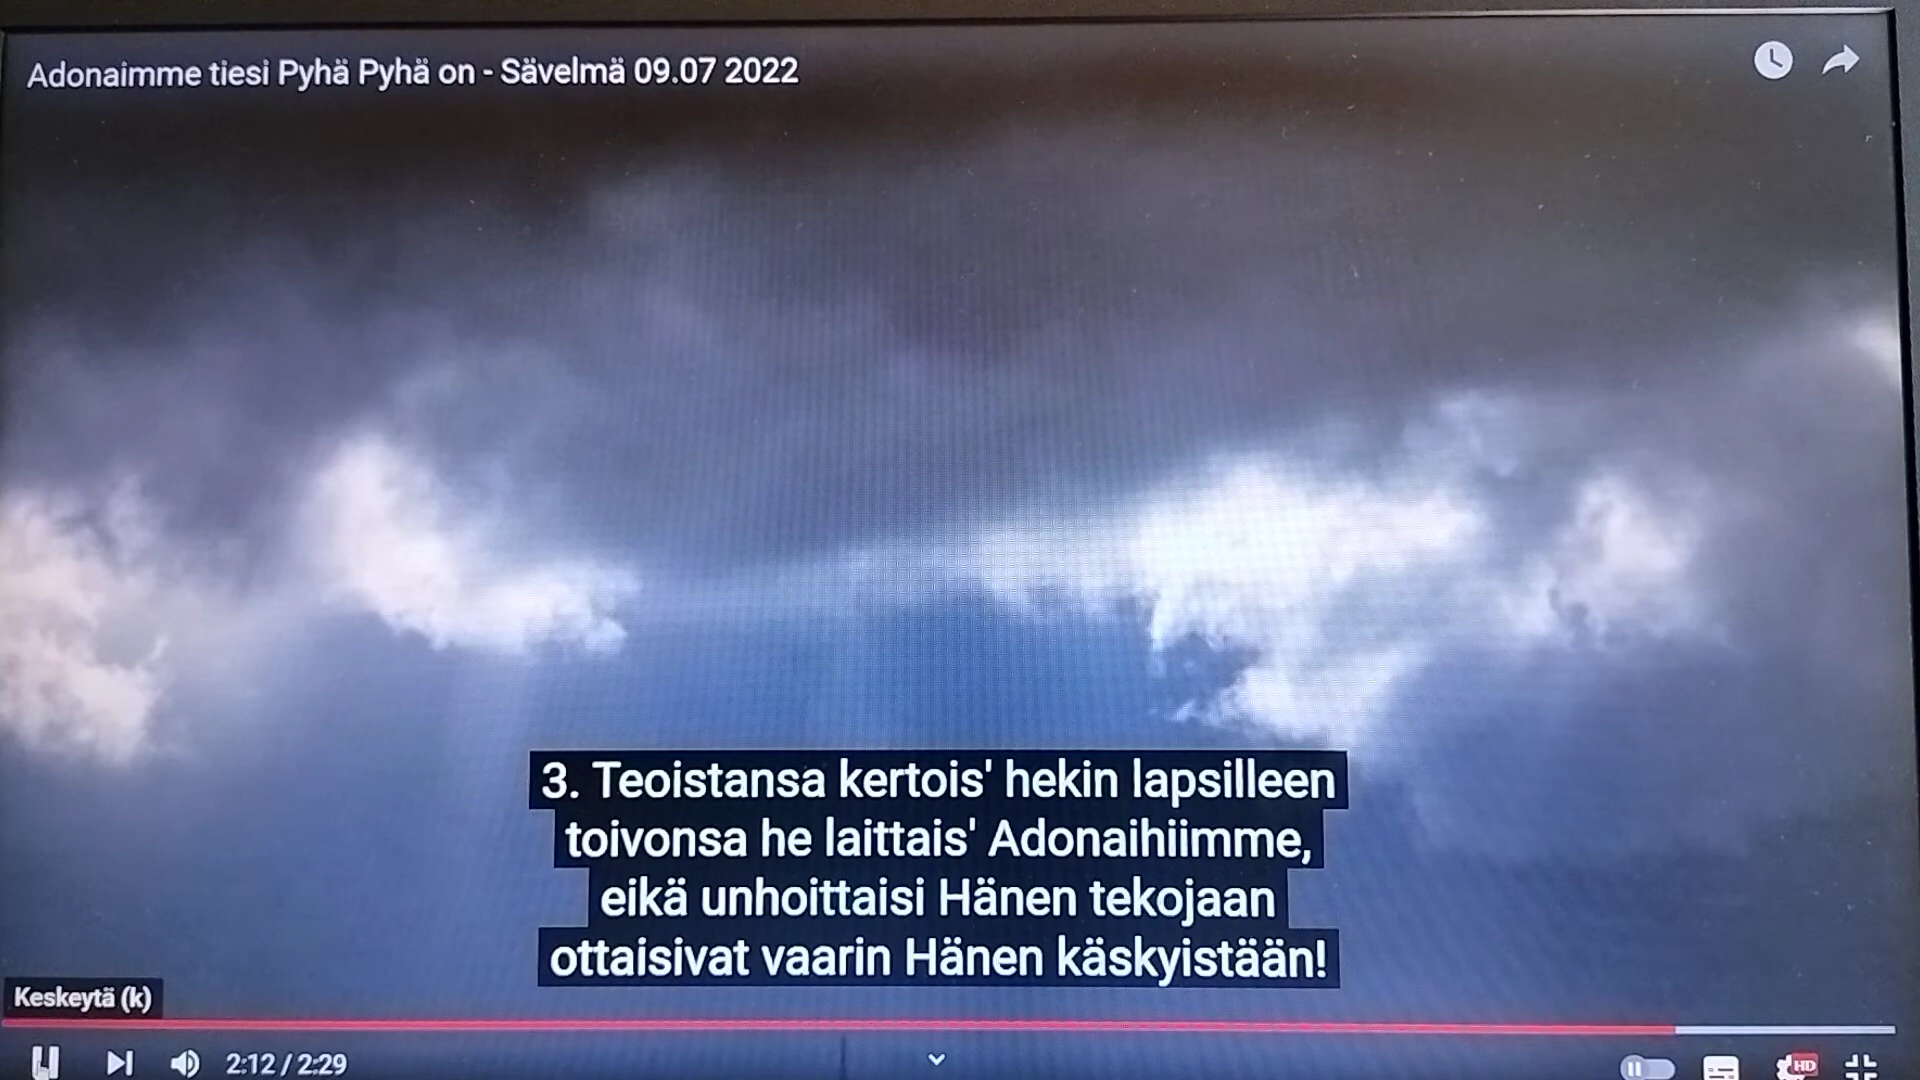 Adonaimme tiesi Pyhä Pyhä on - Sävelmä 09.07 2022
3. Teoistansa kertois' hekin lapsilleen
toivonsa he laittais' Adonaihiimme,
eikä unhoittaisi Hänen tekojaan
ottaisivat vaarin Hänen käskyistään!
Keskeytä (k)
2:12 / 2:29
HD